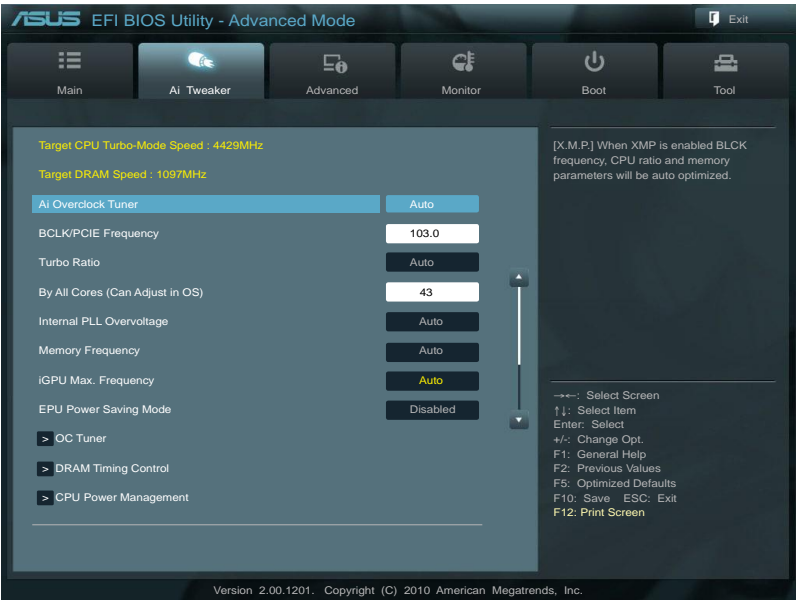 ASUS EFI BIOS Utility - Advanced Mode
Exit
Main
Ai Tweaker
Advanced
Monitor
Boot
Tool
Target CPU Turbo-Mode Speed : 4429MHz
Target DRAM Speed : 1097MHz
Ai Overclock Tuner Auto
BCLK/PCIE Frequency 103.0
Turbo Ratio Auto
By All Cores (Can Adjust in OS) 43
Internal PLL Overvoltage Auto
Memory Frequency Auto
iGPU Max. Frequency Auto
EPU Power Saving Mode Disabled
> OC Tuner
> DRAM Timing Control
> CPU Power Management
[X.M.P.] When XMP is enabled BLCK
frequency, CPU ratio and memory
parameters will be auto optimized.
→←: Select Screen
↑↓: Select Item
Enter: Select
+/-: Change Opt.
F1: General Help
F2: Previous Values
F5: Optimized Defaults
F10: Save ESC: Exit
F12: Print Screen
Version 2.00.1201. Copyright (C) 2010 American Megatrends, Inc.